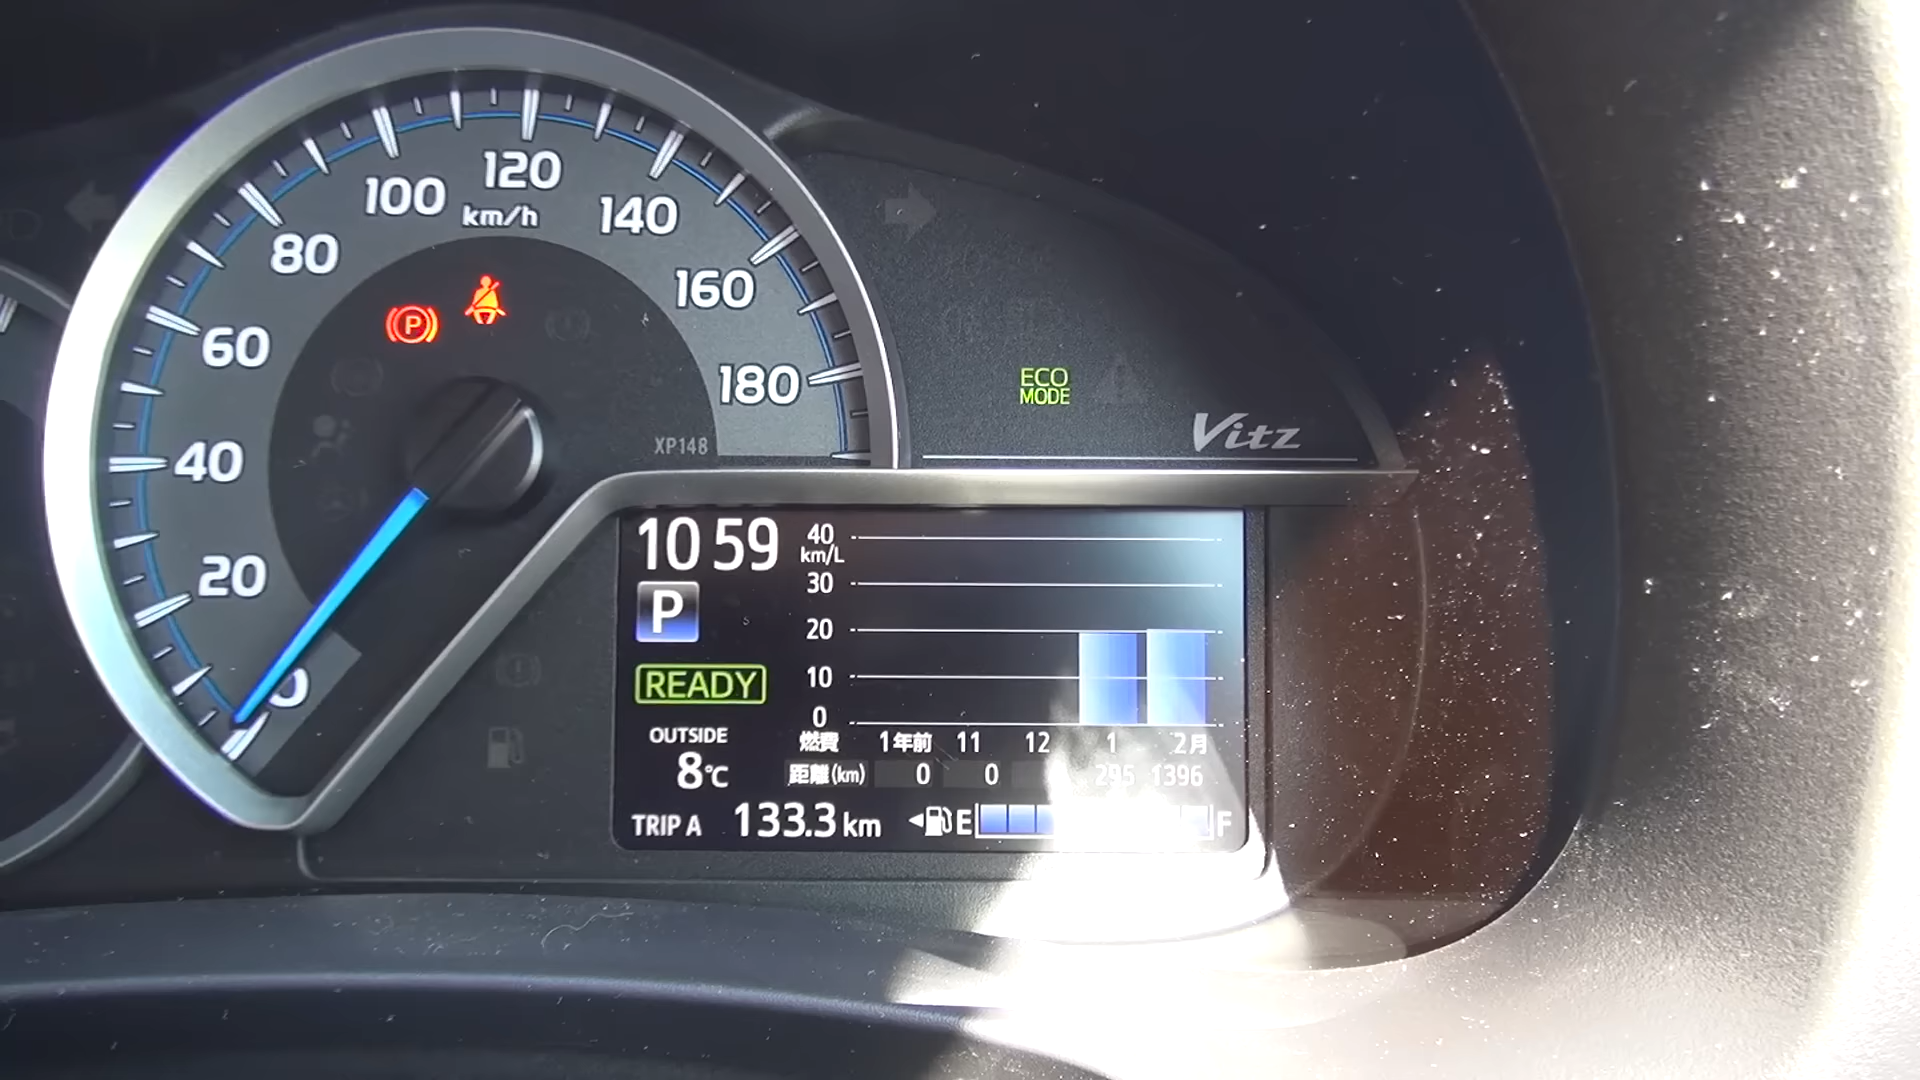 120
100
km/h
140
80
160
60
180
ECO
MODE
Vitz
XP148
40
20
0
10 59
P
READY
OUTSIDE
8℃
40
km/L
30
20
10
0
燃費 1年前 11 12 1 2月
距離(km) 0 0 295 1396
TRIP A 133.3 km
E F